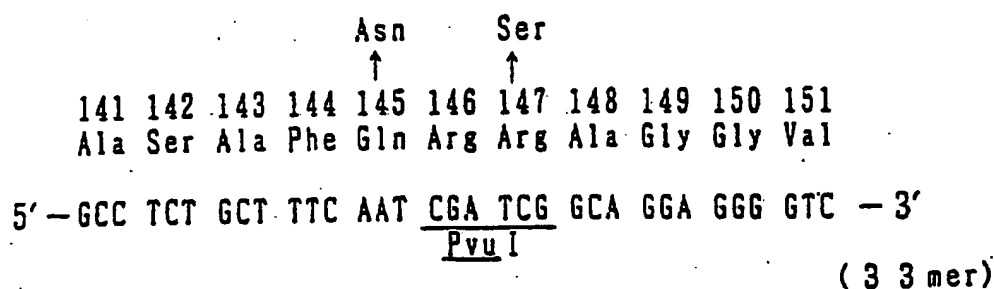 Asn Ser
↑ ↑
141 142 143 144 145 146 147 148 149 150 151
Ala Ser Ala Phe Gln Arg Arg Ala Gly Gly Val
5′ – GCC TCT GCT TTC AAT CGA TCG GCA GGA GGG GTC – 3′
Pvu I
(33mer)